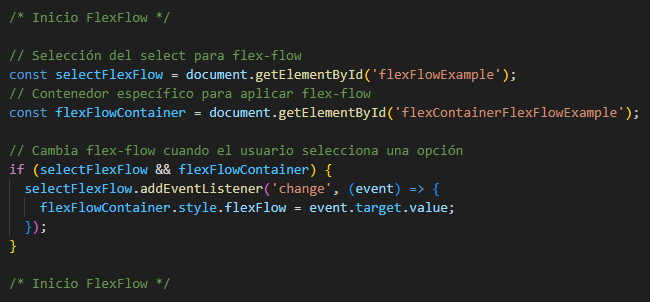 /* Inicio FlexFlow */
// Selección del select para flex-flow
const selectFlexFlow = document.getElementById('flexFlowExample');
// Contenedor específico para aplicar flex-flow
const flexFlowContainer = document.getElementById('flexContainerFlexFlowExample');
// Cambia flex-flow cuando el usuario selecciona una opción
if (selectFlexFlow && flexFlowContainer) {
selectFlexFlow.addEventListener('change', (event) => {
flexFlowContainer.style.flexFlow = event.target.value;
});
}
/* Inicio FlexFlow */